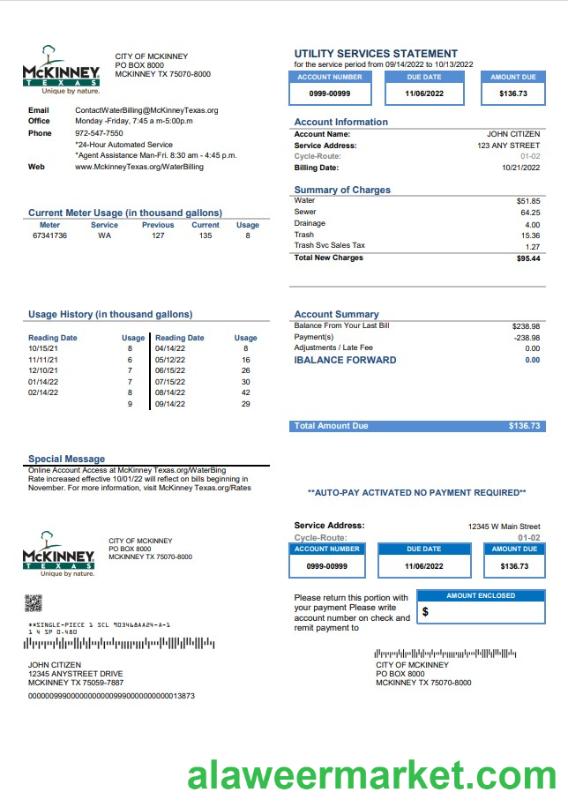 McKINNEY
TEXAS
Unique by nature.
CITY OF MCKINNEY
PO BOX 8000
MCKINNEY TX 75070-8000
Email ContactWaterBilling@McKinneyTexas.org
Office Monday -Friday, 7:45 a m-5:00p.m
Phone 972-547-7550
*24-Hour Automated Service
*Agent Assistance Man-Fri. 8:30 am - 4:45 p.m.
Web www.MckinneyTexas.org/WaterBilling
UTILITY SERVICES STATEMENT
for the service period from 09/14/2022 to 10/13/2022
ACCOUNT NUMBER DUE DATE AMOUNT DUE
0999-00999 11/06/2022 $136.73
Account Information
Account Name: JOHN CITIZEN
Service Address: 123 ANY STREET
Cycle-Route: 01-02
Billing Date: 10/21/2022
Summary of Charges
Water $51.85
Sewer 64.25
Drainage 4.00
Trash 15.36
Trash Svc Sales Tax 1.27
Total New Charges $95.44
Current Meter Usage (in thousand gallons)
Meter Service Previous Current Usage
67341736 WA 127 135 8
Usage History (in thousand gallons)
Reading Date Usage Reading Date Usage
10/15/21 8 04/14/22 8
11/11/21 6 05/12/22 16
12/10/21 7 06/15/22 26
01/14/22 7 07/15/22 30
02/14/22 8 08/14/22 42
9 09/14/22 29
Account Summary
Balance From Your Last Bill $238.98
Payment(s) -238.98
Adjustments / Late Fee 0.00
IBALANCE FORWARD 0.00
Total Amount Due $136.73
Special Message
Online Account Access at McKinney Texas.org/WaterBing
Rate increased effective 10/01/22 will reflect on bills beginning in
November. For more information, visit McKinney Texas.org/Rates
**AUTO-PAY ACTIVATED NO PAYMENT REQUIRED**
McKINNEY
TEXAS
Unique by nature.
CITY OF MCKINNEY
PO BOX 8000
MCKINNEY TX 75070-8000
Service Address: 12345 W Main Street
Cycle-Route: 01-02
ACCOUNT NUMBER DUE DATE AMOUNT DUE
0999-00999 11/06/2022 $136.73
Please return this portion with
your payment Please write
account number on check and
remit payment to
AMOUNT ENCLOSED
$
**SINGLE-PIECE 1 SCL 903468AA24-A-1
1 4 SP 0.480
JOHN CITIZEN
12345 ANYSTREET DRIVE
MCKINNEY TX 75059-7887
CITY OF MCKINNEY
PO BOX 8000
MCKINNEY TX 75070-8000
alaweermarket.com